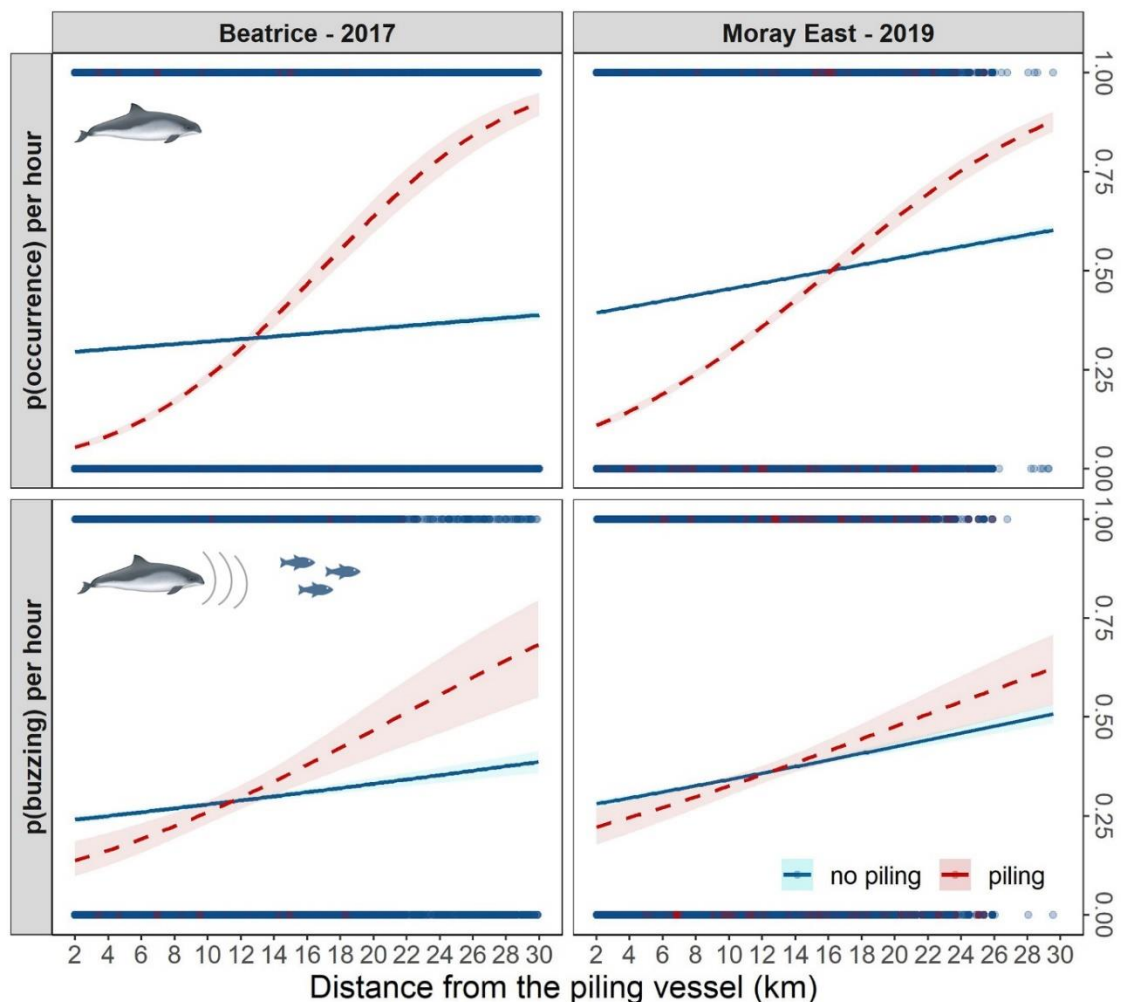 Beatrice - 2017
Moray East - 2019
p(occurrence) per hour
1.00
0.75
0.50
0.25
0.00
p(buzzing) per hour
1.00
0.75
0.50
0.25
0.00
no piling
piling
2 4 6 8 10 12 14 16 18 20 22 24 26 28 30
2 4 6 8 10 12 14 16 18 20 22 24 26 28 30
Distance from the piling vessel (km)